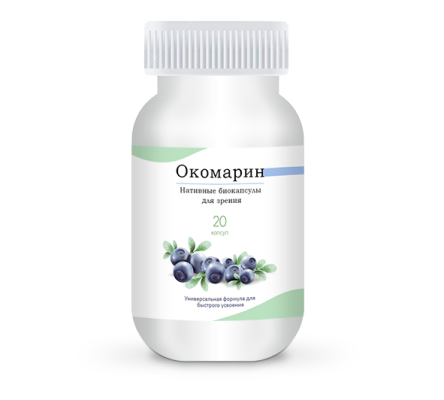 Окомарин
Нативные биокапсулы
для зрения
20
капсул
Универсальная формула для
быстрого усвоения